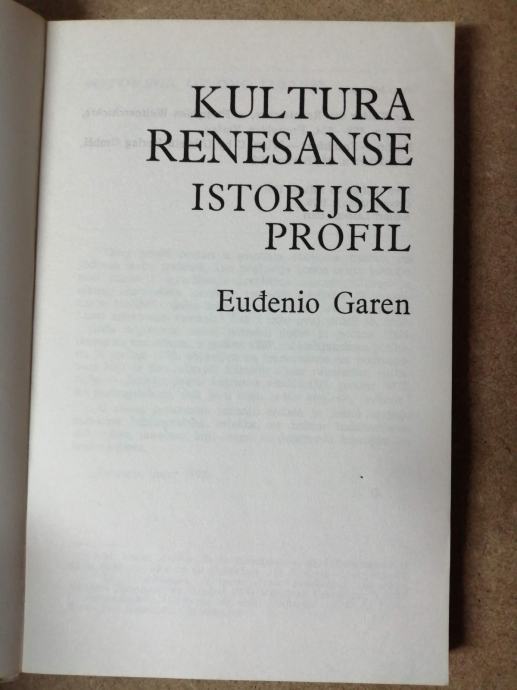 KULTURA
RENESANSE
ISTORIJSKI
PROFIL
Euđenio Garen